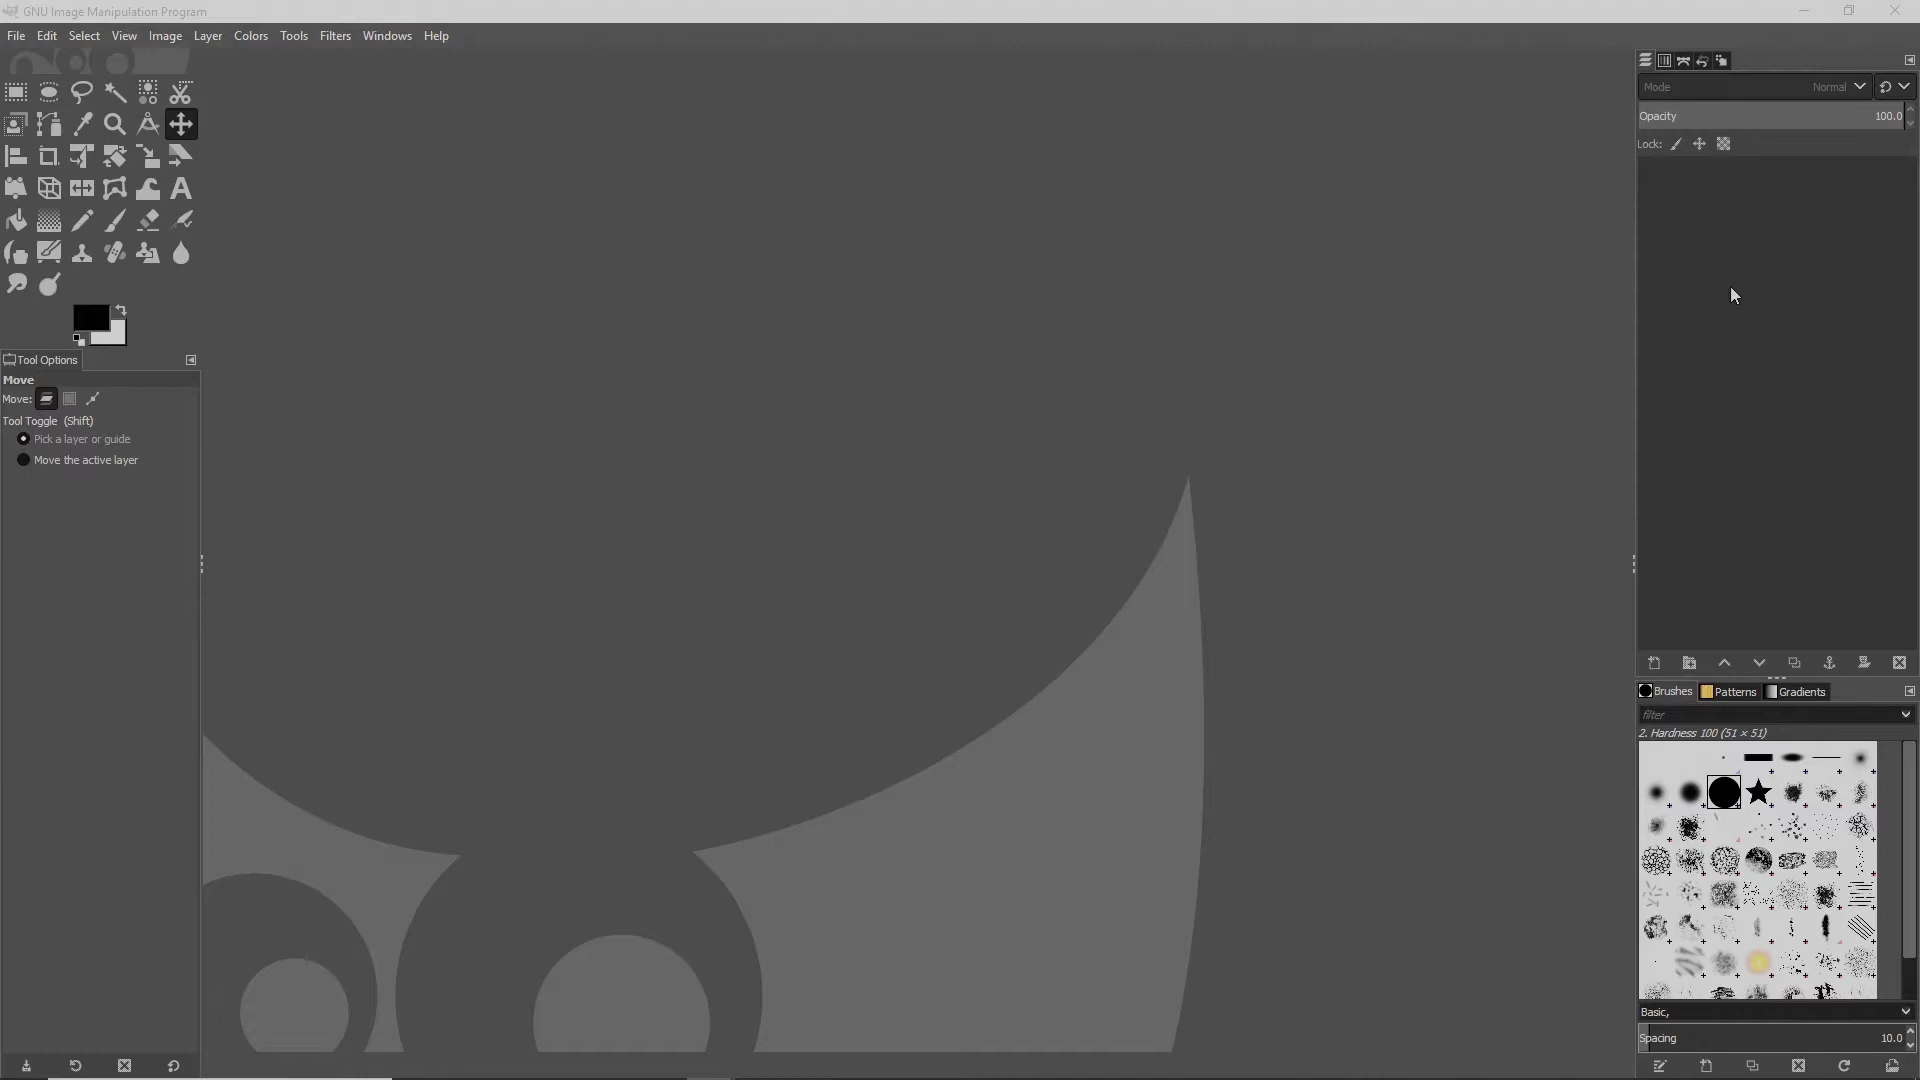 GNU Image Manipulation Program
File Edit Select View Image Layer Colors Tools Filters Windows Help
Mode Normal
Opacity 100.0
Lock:
Tool Options
Move
Move:
Tool Toggle (Shift)
Pick a layer or guide
Move the active layer
Brushes Patterns Gradients
filter
2. Hardness 100 (51 × 51)
Basic,
Spacing 10.0